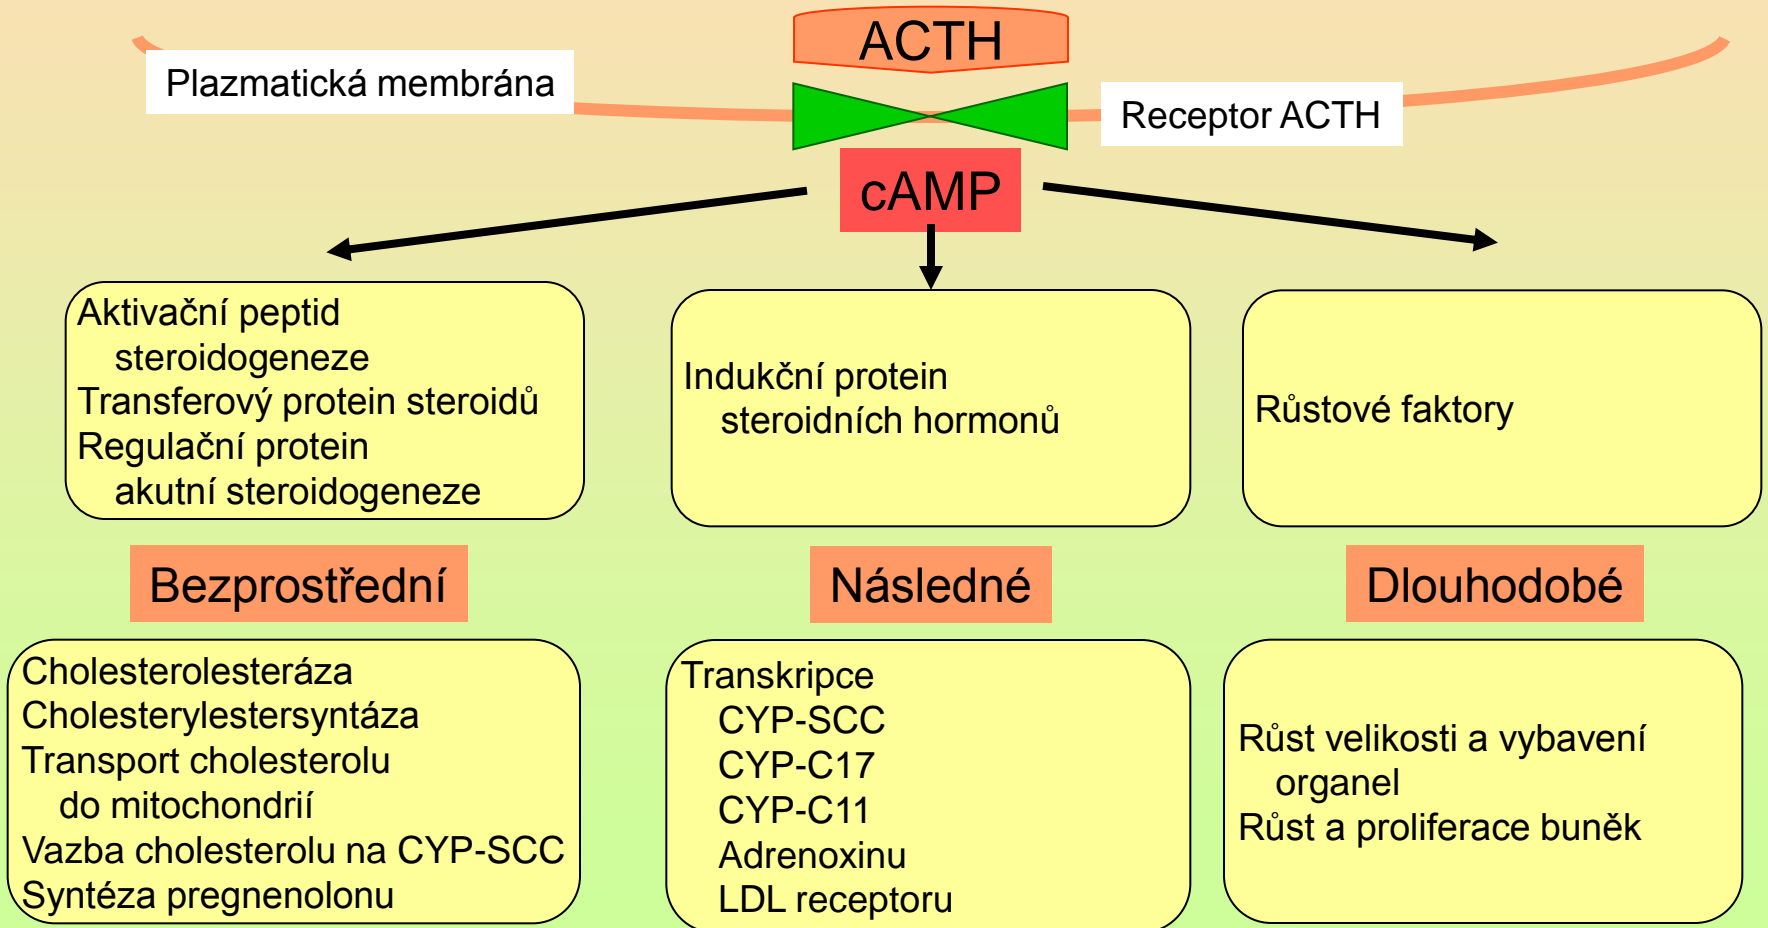 ACTH
Plazmatická membrána
Receptor ACTH
cAMP
Aktivační peptid
steroidogeneze
Transferový protein steroidů
Regulační protein
akutní steroidogeneze
Indukční protein
steroidních hormonů
Růstové faktory
Bezprostřední
Následné
Dlouhodobé
Cholesterolesteráza
Cholesterylestersyntáza
Transport cholesterolu
do mitochondrií
Vazba cholesterolu na CYP-SCC
Syntéza pregnenolonu
Transkripce
CYP-SCC
CYP-C17
CYP-C11
Adrenoxinu
LDL receptoru
Růst velikosti a vybavení
organel
Růst a proliferace buněk